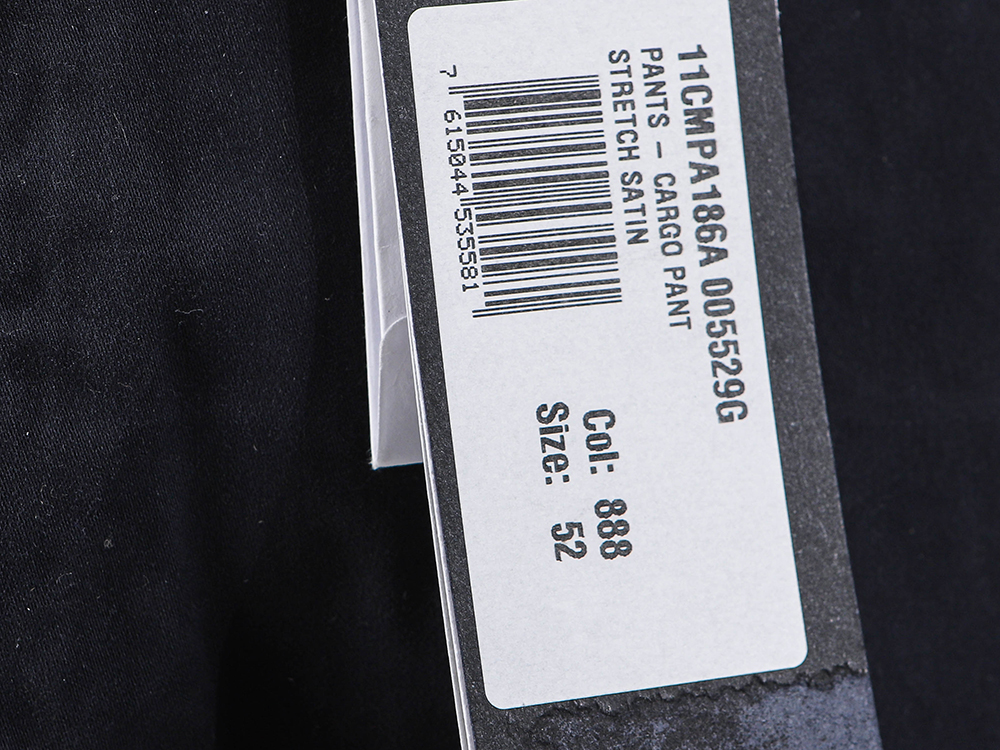 11CMPA186A 005529G
PANTS - CARGO PANT
STRETCH SATIN
7 615044 535581
Col: 888
Size: 52